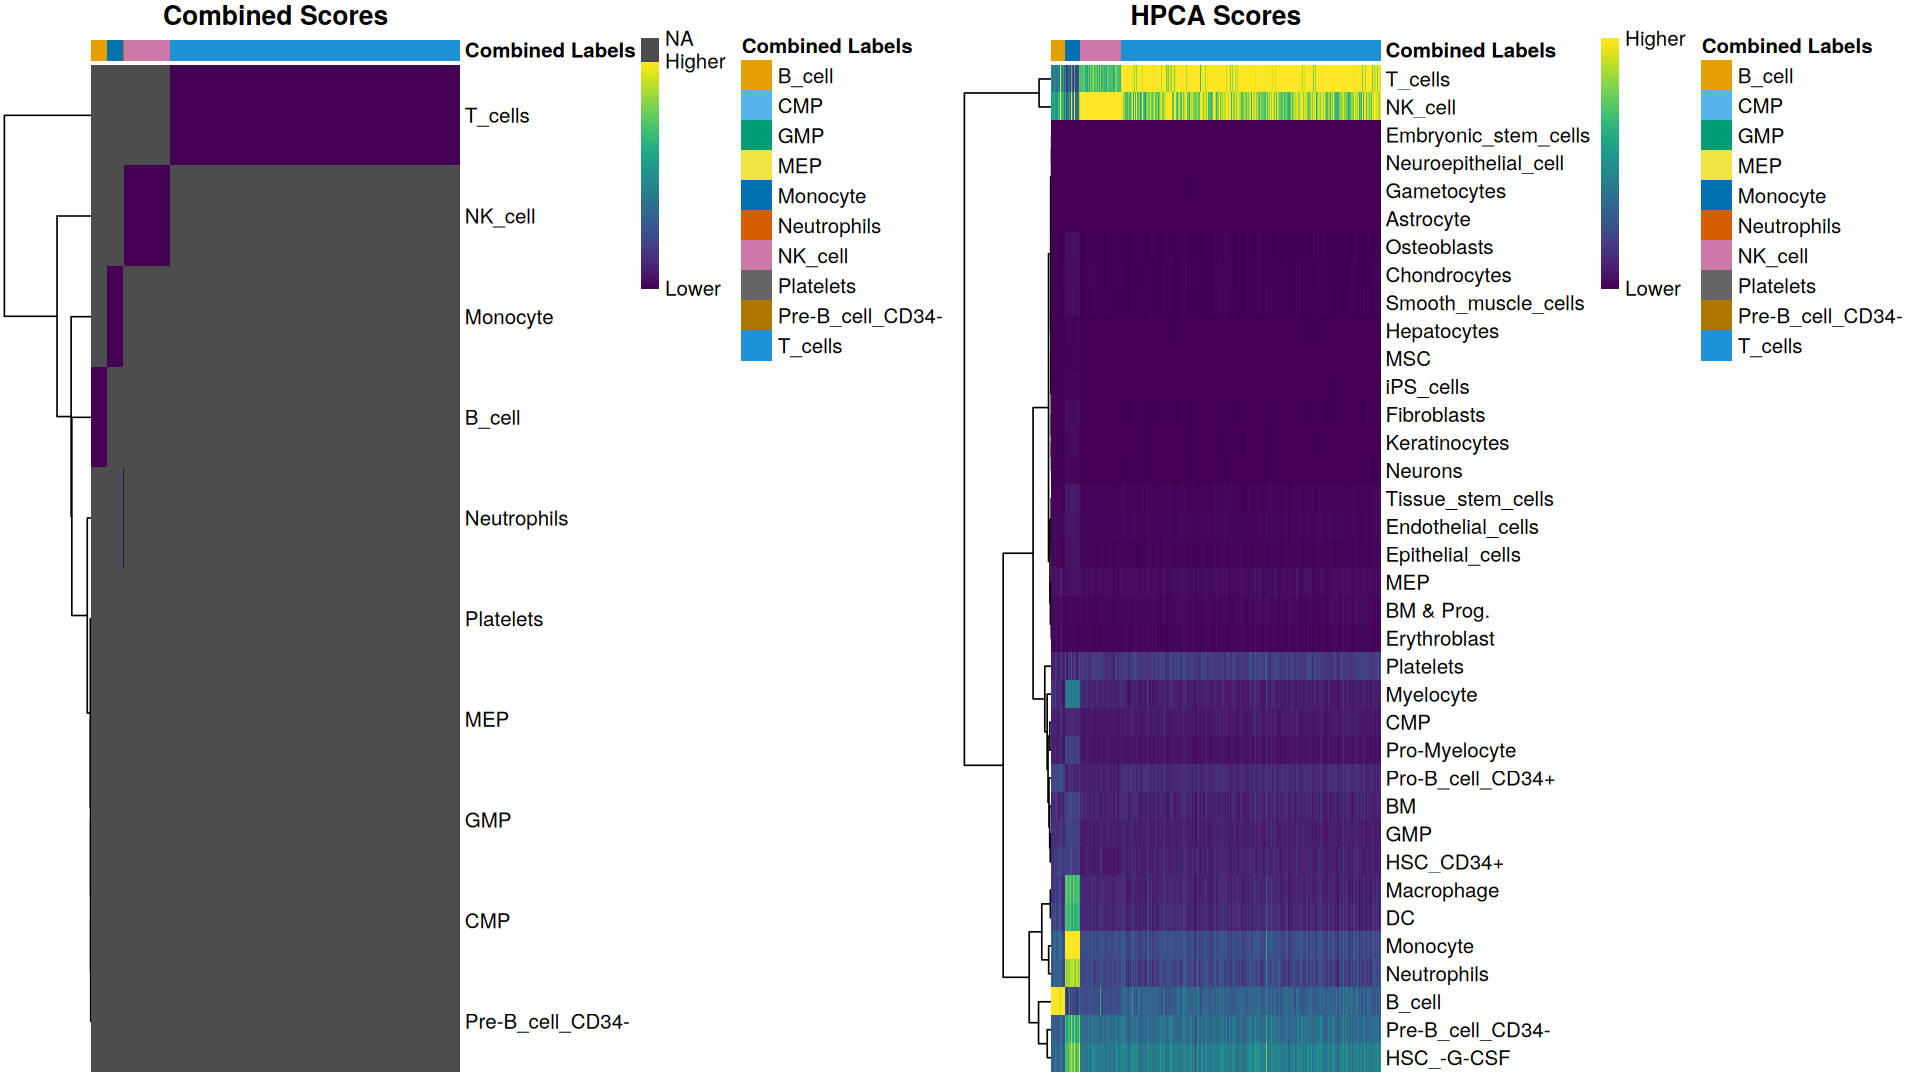 Combined Scores
Combined Labels
T_cells
NK_cell
Monocyte
B_cell
Neutrophils
Platelets
MEP
GMP
CMP
Pre-B_cell_CD34-
NA
Higher
Lower
Combined Labels
B_cell
CMP
GMP
MEP
Monocyte
Neutrophils
NK_cell
Platelets
Pre-B_cell_CD34-
T_cells
HPCA Scores
Combined Labels
T_cells
NK_cell
Embryonic_stem_cells
Neuroepithelial_cell
Gametocytes
Astrocyte
Osteoblasts
Chondrocytes
Smooth_muscle_cells
Hepatocytes
MSC
iPS_cells
Fibroblasts
Keratinocytes
Neurons
Tissue_stem_cells
Endothelial_cells
Epithelial_cells
MEP
BM & Prog.
Erythroblast
Platelets
Myelocyte
CMP
Pro-Myelocyte
Pro-B_cell_CD34+
BM
GMP
HSC_CD34+
Macrophage
DC
Monocyte
Neutrophils
B_cell
Pre-B_cell_CD34-
HSC_-G-CSF
Higher
Lower
Combined Labels
B_cell
CMP
GMP
MEP
Monocyte
Neutrophils
NK_cell
Platelets
Pre-B_cell_CD34-
T_cells